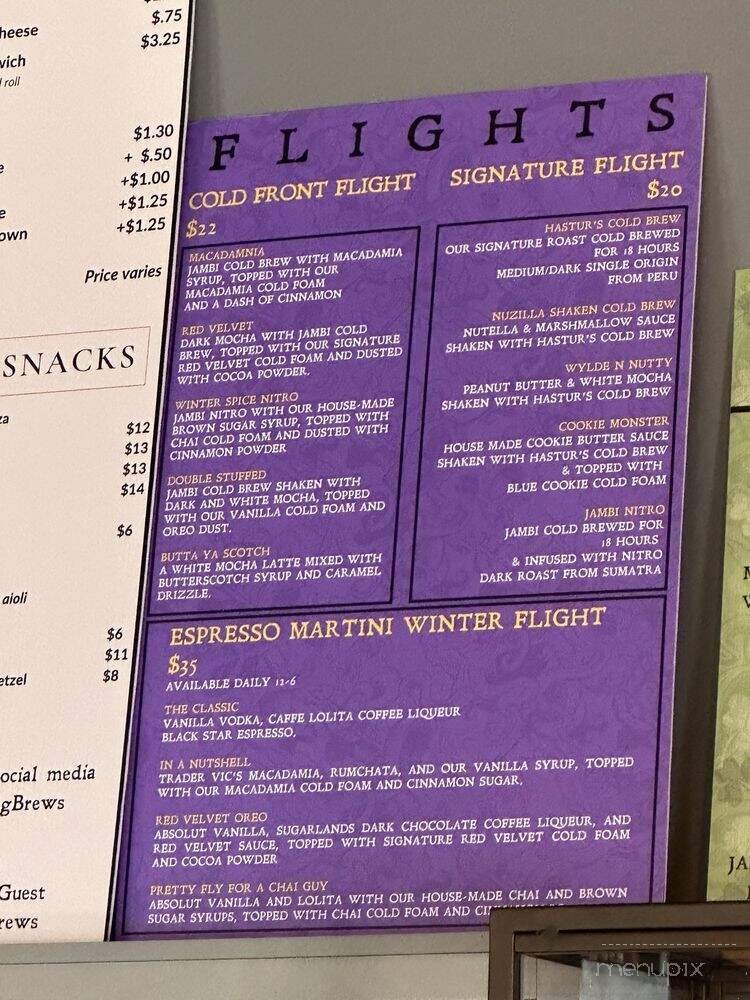 $.75
heese
$3.25
wich
roll
$1.30
+ $.50
+$1.00
+$1.25
own
+$1.25
Price varies
SNACKS
za
$12
$13
$13
$14
$6
aioli
$6
$11
etzel
$8
ocial media
gBrews
Guest
rews
FLIGHTS
COLD FRONT FLIGHT
$22
MACADAMNIA
JAMBI COLD BREW WITH MACADAMIA
SYRUP, TOPPED WITH OUR
MACADAMIA COLD FOAM
AND A DASH OF CINNAMON
RED VELVET
DARK MOCHA WITH JAMBI COLD
BREW, TOPPED WITH OUR SIGNATURE
RED VELVET COLD FOAM AND DUSTED
WITH COCOA POWDER.
WINTER SPICE NITRO
JAMBI NITRO WITH OUR HOUSE-MADE
BROWN SUGAR SYRUP, TOPPED WITH
CHAI COLD FOAM AND DUSTED WITH
CINNAMON POWDER
DOUBLE STUFFED
JAMBI COLD BREW SHAKEN WITH
DARK AND WHITE MOCHA, TOPPED
WITH OUR VANILLA COLD FOAM AND
OREO DUST.
BUTTA YA SCOTCH
A WHITE MOCHA LATTE MIXED WITH
BUTTERSCOTCH SYRUP AND CARAMEL
DRIZZLE.
SIGNATURE FLIGHT
$20
HASTUR'S COLD BREW
OUR SIGNATURE ROAST COLD BREWED
FOR 18 HOURS
MEDIUM/DARK SINGLE ORIGIN
FROM PERU
NUZILLA SHAKEN COLD BREW
NUTELLA & MARSHMALLOW SAUCE
SHAKEN WITH HASTUR'S COLD BREW
WYLDE N NUTTY
PEANUT BUTTER & WHITE MOCHA
SHAKEN WITH HASTUR'S COLD BREW
COOKIE MONSTER
HOUSE MADE COOKIE BUTTER SAUCE
SHAKEN WITH HASTUR'S COLD BREW
& TOPPED WITH
BLUE COOKIE COLD FOAM
JAMBI NITRO
JAMBI COLD BREWED FOR
18 HOURS
& INFUSED WITH NITRO
DARK ROAST FROM SUMATRA
ESPRESSO MARTINI WINTER FLIGHT
$35
AVAILABLE DAILY 12-6
THE CLASSIC
VANILLA VODKA, CAFFE LOLITA COFFEE LIQUEUR
BLACK STAR ESPRESSO.
IN A NUTSHELL
TRADER VIC'S MACADAMIA, RUMCHATA, AND OUR VANILLA SYRUP, TOPPED
WITH OUR MACADAMIA COLD FOAM AND CINNAMON SUGAR.
RED VELVET OREO
ABSOLUT VANILLA, SUGARLANDS DARK CHOCOLATE COFFEE LIQUEUR, AND
RED VELVET SAUCE, TOPPED WITH SIGNATURE RED VELVET COLD FOAM
AND COCOA POWDER
PRETTY FLY FOR A CHAI GUY
ABSOLUT VANILLA AND LOLITA WITH OUR HOUSE-MADE CHAI AND BROWN
SUGAR SYRUPS, TOPPED WITH CHAI COLD FOAM AND
JA
menupix